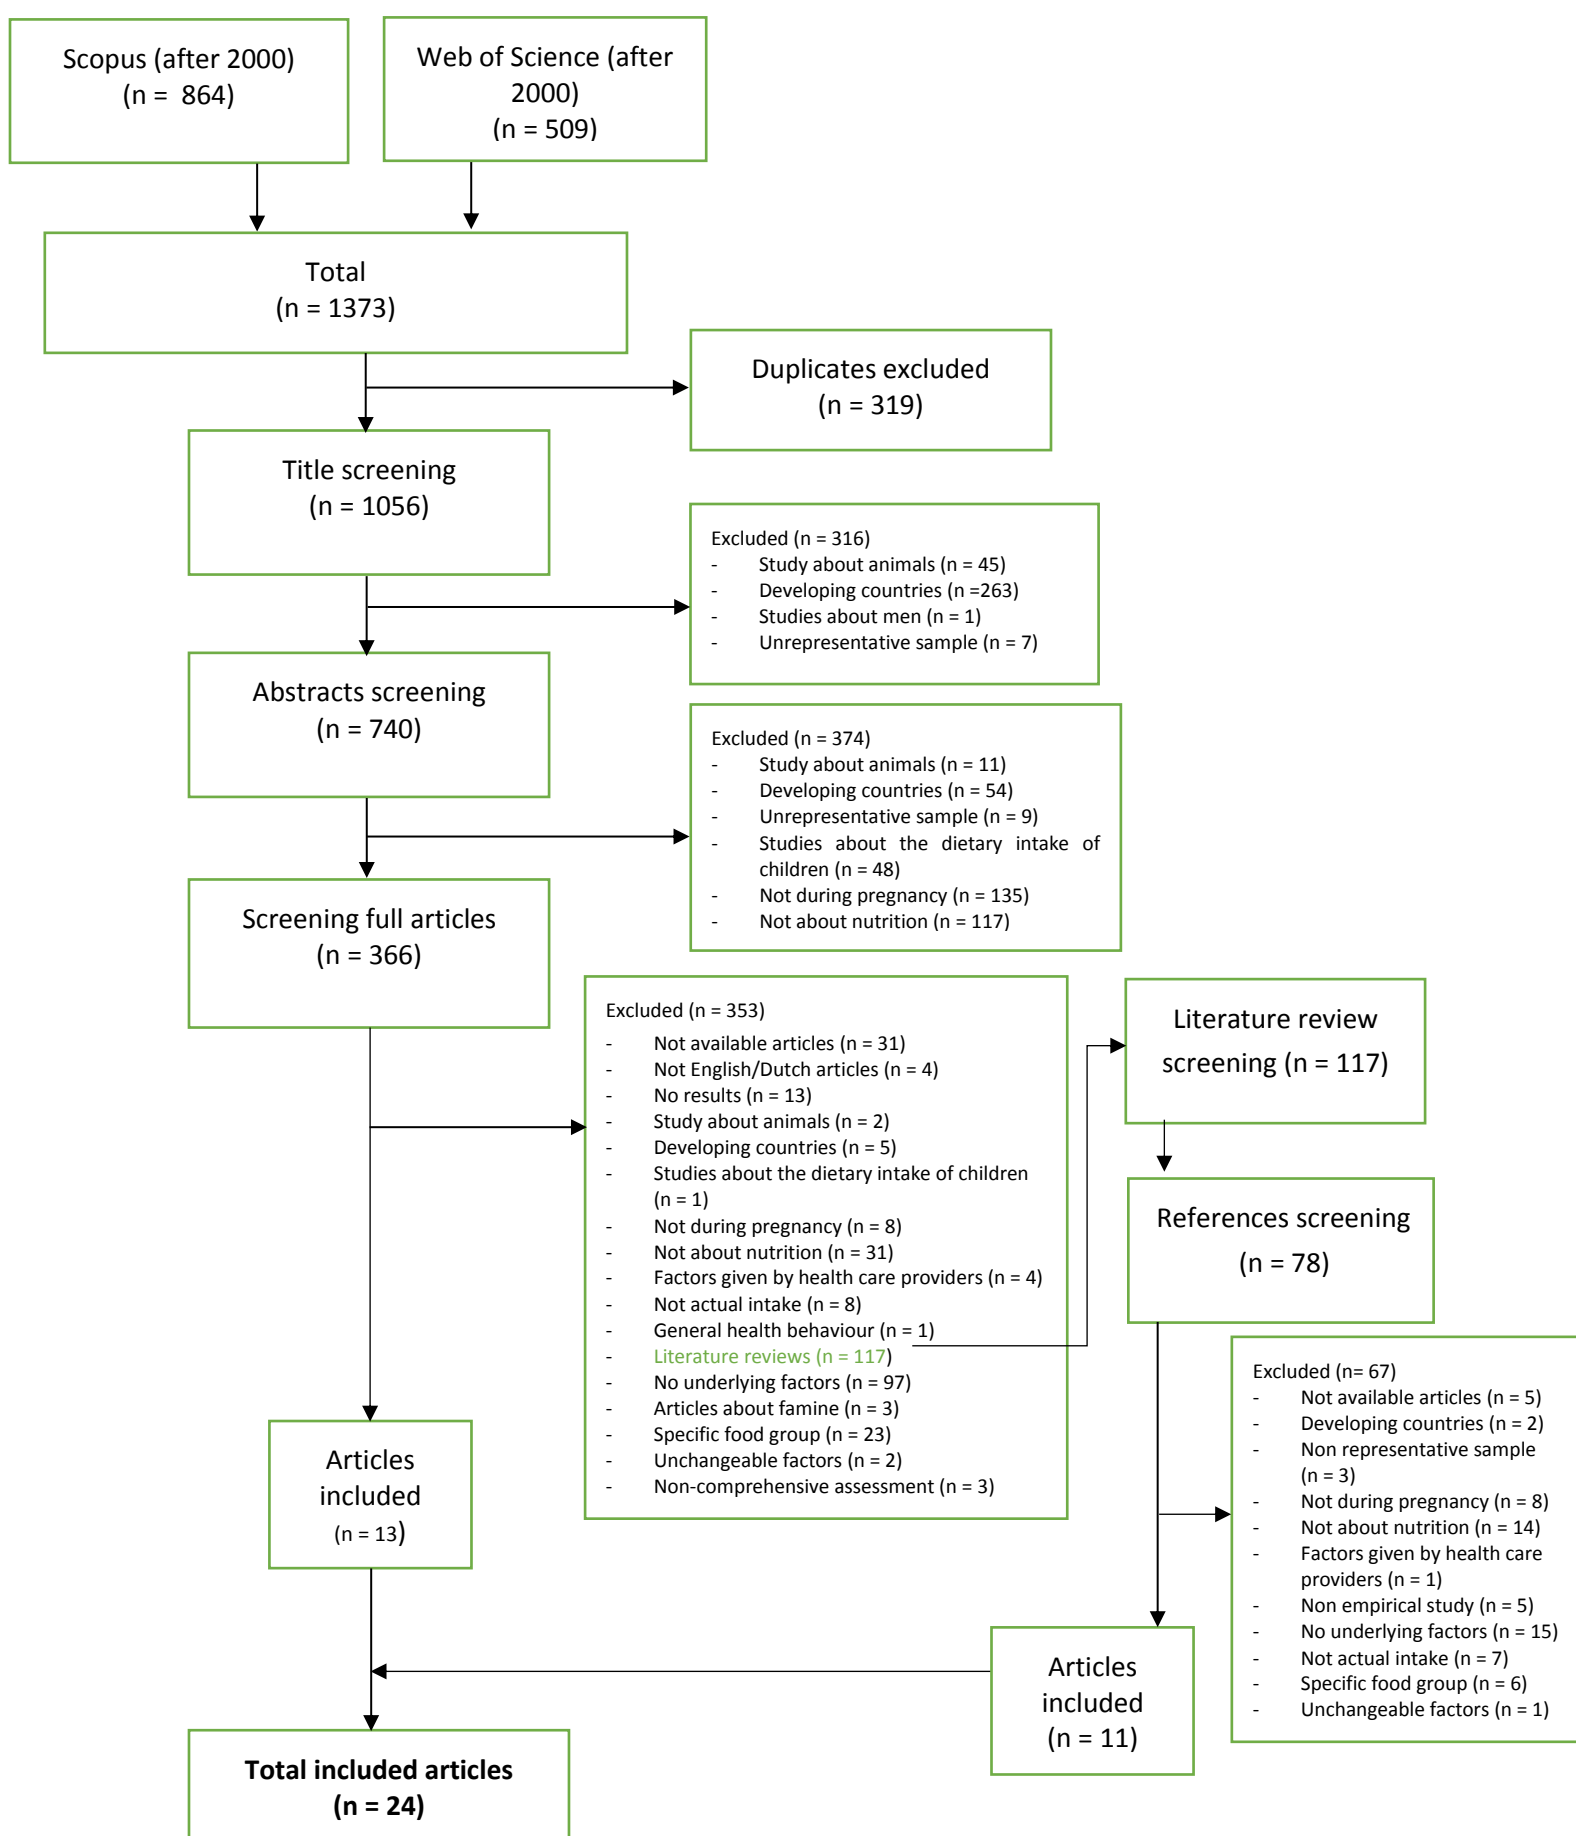 Scopus (after 2000)
(n =  864)
Web of Science (after
2000)
(n = 509)
Total
(n = 1373)
Duplicates excluded
(n = 319)
Title screening
(n = 1056)
Excluded (n = 316)
- Study about animals (n = 45)
- Developing countries (n =263)
- Studies about men (n = 1)
- Unrepresentative sample (n = 7)
Abstracts screening
(n = 740)
Excluded (n = 374)
- Study about animals (n = 11)
- Developing countries (n = 54)
- Unrepresentative sample (n = 9)
- Studies about the dietary intake of
children (n = 48)
- Not during pregnancy (n = 135)
- Not about nutrition (n = 117)
Screening full articles
(n = 366)
Excluded (n = 353)
- Not available articles (n = 31)
- Not English/Dutch articles (n = 4)
- No results (n = 13)
- Study about animals (n = 2)
- Developing countries (n = 5)
- Studies about the dietary intake of children
(n = 1)
- Not during pregnancy (n = 8)
- Not about nutrition (n = 31)
- Factors given by health care providers (n = 4)
- Not actual intake (n = 8)
- General health behaviour (n = 1)
- Literature reviews (n = 117)
- No underlying factors (n = 97)
- Articles about famine (n = 3)
- Specific food group (n = 23)
- Unchangeable factors (n = 2)
- Non-comprehensive assessment (n = 3)
Literature review
screening (n = 117)
References screening
(n = 78)
Excluded (n= 67)
- Not available articles (n = 5)
- Developing countries (n = 2)
- Non representative sample
(n = 3)
- Not during pregnancy (n = 8)
- Not about nutrition (n = 14)
- Factors given by health care
providers (n = 1)
- Non empirical study (n = 5)
- No underlying factors (n = 15)
- Not actual intake (n = 7)
- Specific food group (n = 6)
- Unchangeable factors (n = 1)
Articles
included
(n = 13)
Articles
included
(n = 11)
Total included articles
(n = 24)